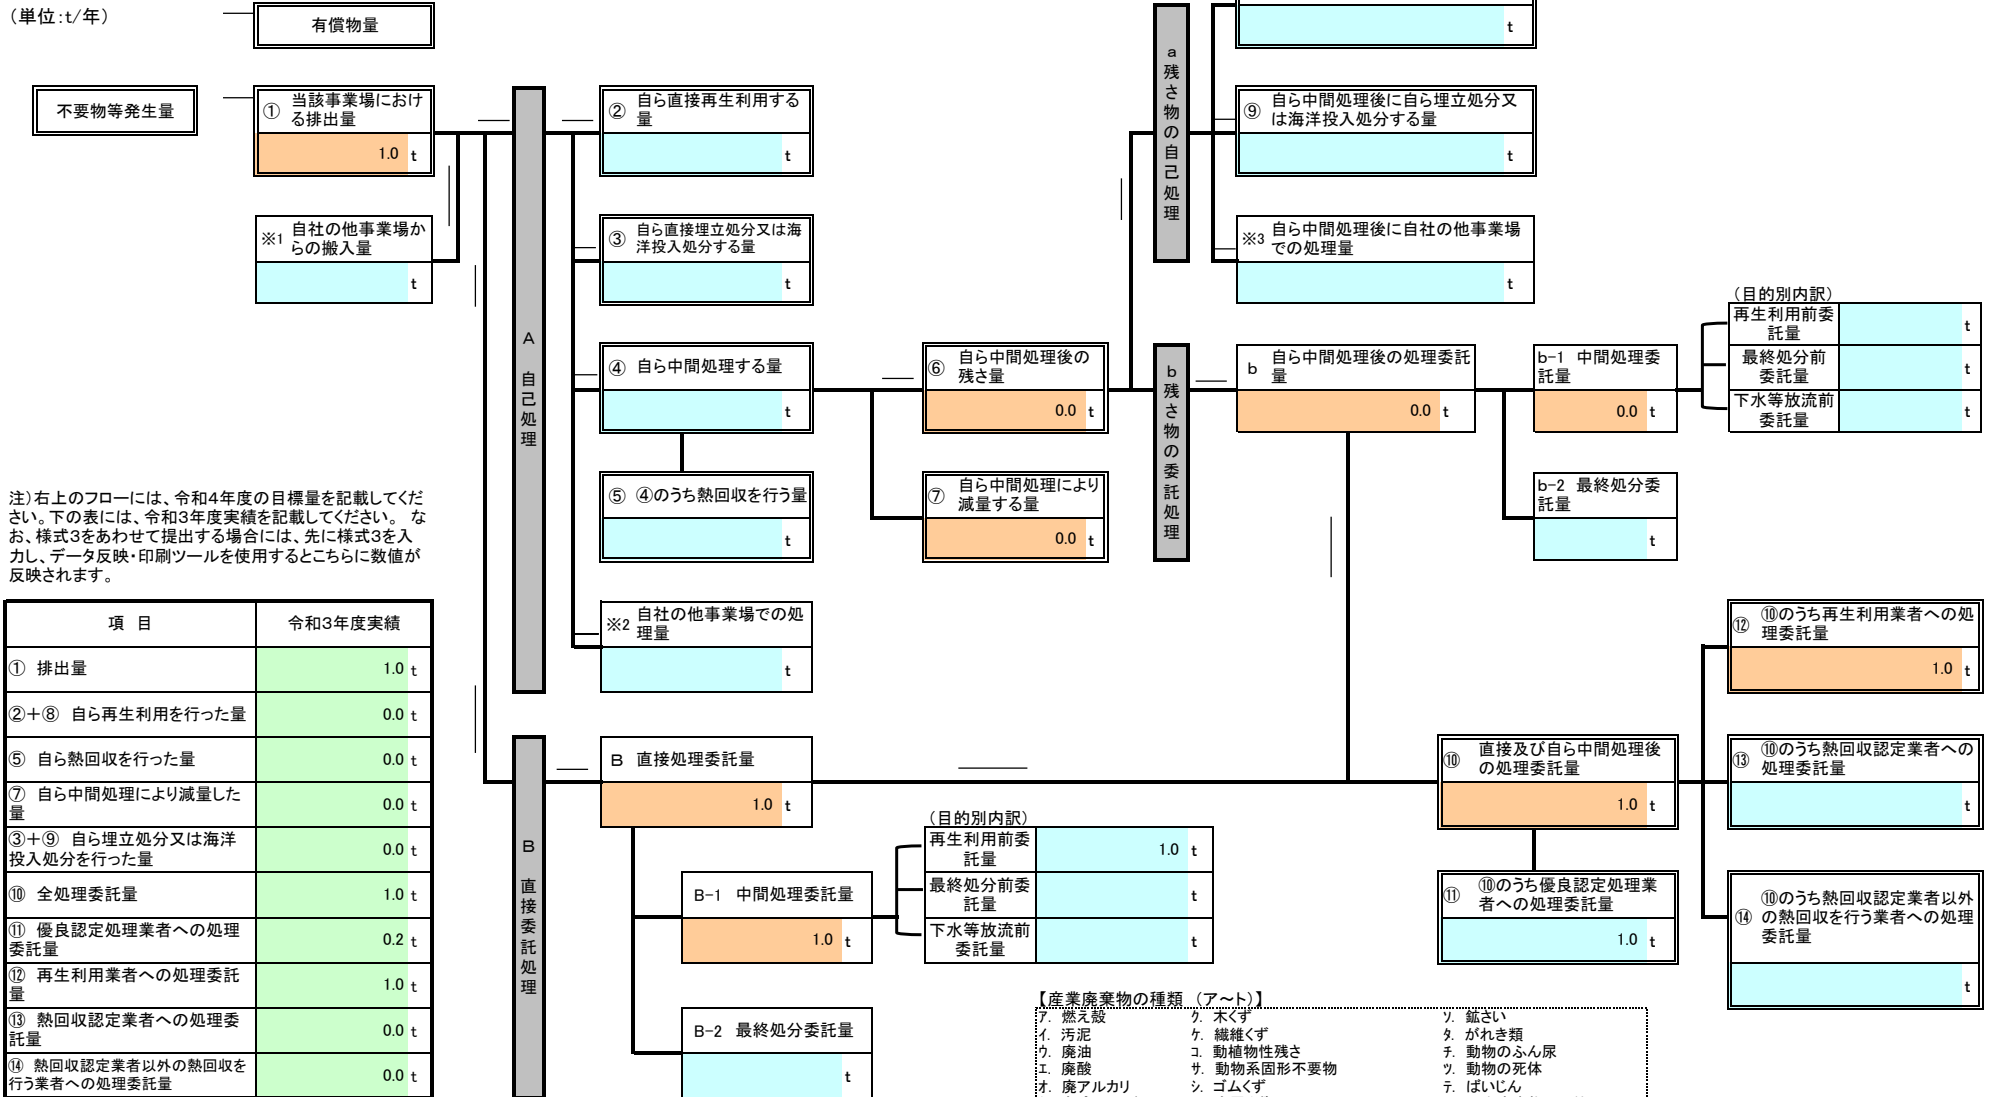 （単位:t/年）
有償物量
t
不要物等発生量
① 当該事業場におけ
る排出量
1.0 t
※1 自社の他事業場か
らの搬入量
t
A 自己処理
② 自ら直接再生利用する
量
t
③ 自ら直接埋立処分又は海
洋投入処分する量
t
④ 自ら中間処理する量
t
⑤ ④のうち熱回収を行う量
t
※2 自社の他事業場での処
理量
t
⑥ 自ら中間処理後の
残さ量
0.0 t
⑦ 自ら中間処理により
減量する量
0.0 t
a 残さ物の自己処理
⑨ 自ら中間処理後に自ら埋立処分又
は海洋投入処分する量
t
※3 自ら中間処理後に自社の他事業場
での処理量
t
b 残さ物の委託処理
b 自ら中間処理後の処理委託
量
0.0 t
b-1 中間処理委
託量
0.0 t
b-2 最終処分委
託量
t
（目的別内訳）
再生利用前委
託量
t
最終処分前
委託量
t
下水等放流前
委託量
t
注）右上のフローには、令和4年度の目標量を記載してくだ
さい。下の表には、令和3年度実績を記載してください。 な
お、様式3をあわせて提出する場合には、先に様式3を入
力し、データ反映・印刷ツールを使用するとこちらに数値が
反映されます。
項 目 令和3年度実績
① 排出量 1.0 t
②+⑧ 自ら再生利用を行った量 0.0 t
⑤ 自ら熱回収を行った量 0.0 t
⑦ 自ら中間処理により減量した
量 0.0 t
③+⑨ 自ら埋立処分又は海洋
投入処分を行った量 0.0 t
⑩ 全処理委託量 1.0 t
⑪ 優良認定処理業者への処理
委託量 0.2 t
⑫ 再生利用業者への処理委託
量 1.0 t
⑬ 熱回収認定業者への処理委
託量 0.0 t
⑭ 熱回収認定業者以外の熱回収を
行う業者への処理委託量 0.0 t
B 直接委託処理
B 直接処理委託量
1.0 t
B-1 中間処理委託量
1.0 t
B-2 最終処分委託量
t
（目的別内訳）
再生利用前委
託量
1.0 t
最終処分前委
託量
t
下水等放流前
委託量
t
⑩ 直接及び自ら中間処理後
の処理委託量
1.0 t
⑪ ⑩のうち優良認定処理業
者への処理委託量
1.0 t
⑫ ⑩のうち再生利用業者への処
理委託量
1.0 t
⑬ ⑩のうち熱回収認定業者への
処理委託量
t
⑭ ⑩のうち熱回収認定業者以外
の熱回収を行う業者への処理
委託量
t
【産業廃棄物の種類 （ア～ト）】
ア. 燃え殻 ク. 木くず ソ. 鉱さい
イ. 汚泥 ケ. 繊維くず タ. がれき類
ウ. 廃油 コ. 動植物性残さ チ. 動物のふん尿
エ. 廃酸 サ. 動物系固形不要物 ツ. 動物の死体
オ. 廃アルカリ シ. ゴムくず テ. ばいじん